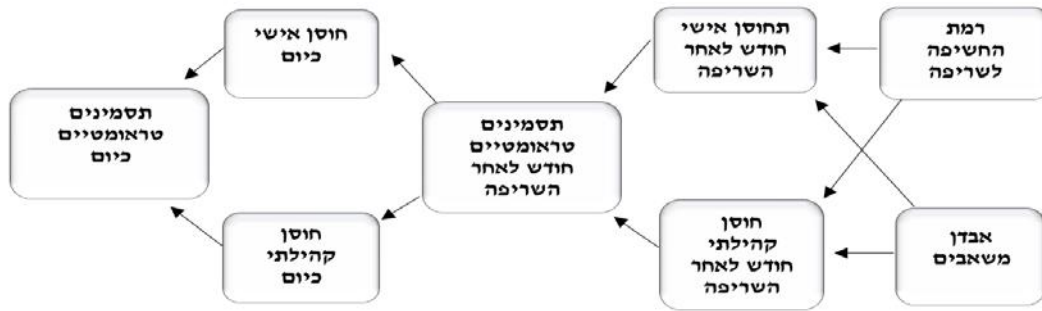 רמת
החשיפה
לשריפה
אבדן
משאבים
תחוסן אישי
חודש לאחר
השריפה
חוסן
קהילתי
חודש לאחר
השריפה
תסמינים
טראומטיים
חודש לאחר
השריפה
חוסן אישי
כיום
חוסן
קהילתי
כיום
תסמינים
טראומטיים
כיום